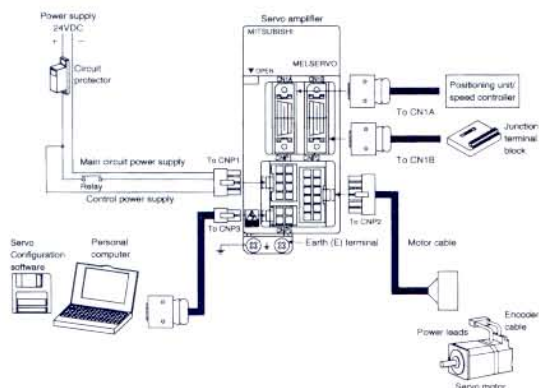 Power supply
24VDC
+ -
Circuit
protector
Servo amplifier
MITSUBISHI
MELSERVO
▼OPEN
CN1A
CN1B
To CN1A
Positioning unit/
speed controller
To CN1B
Junction
terminal
block
Main circuit power supply
To CNP1
Relay
Control power supply
To CNP3
To CNP2
Earth (E) terminal
Motor cable
Servo
Configuration
software
Personal
computer
Encoder
cable
Power leads
Servo motor